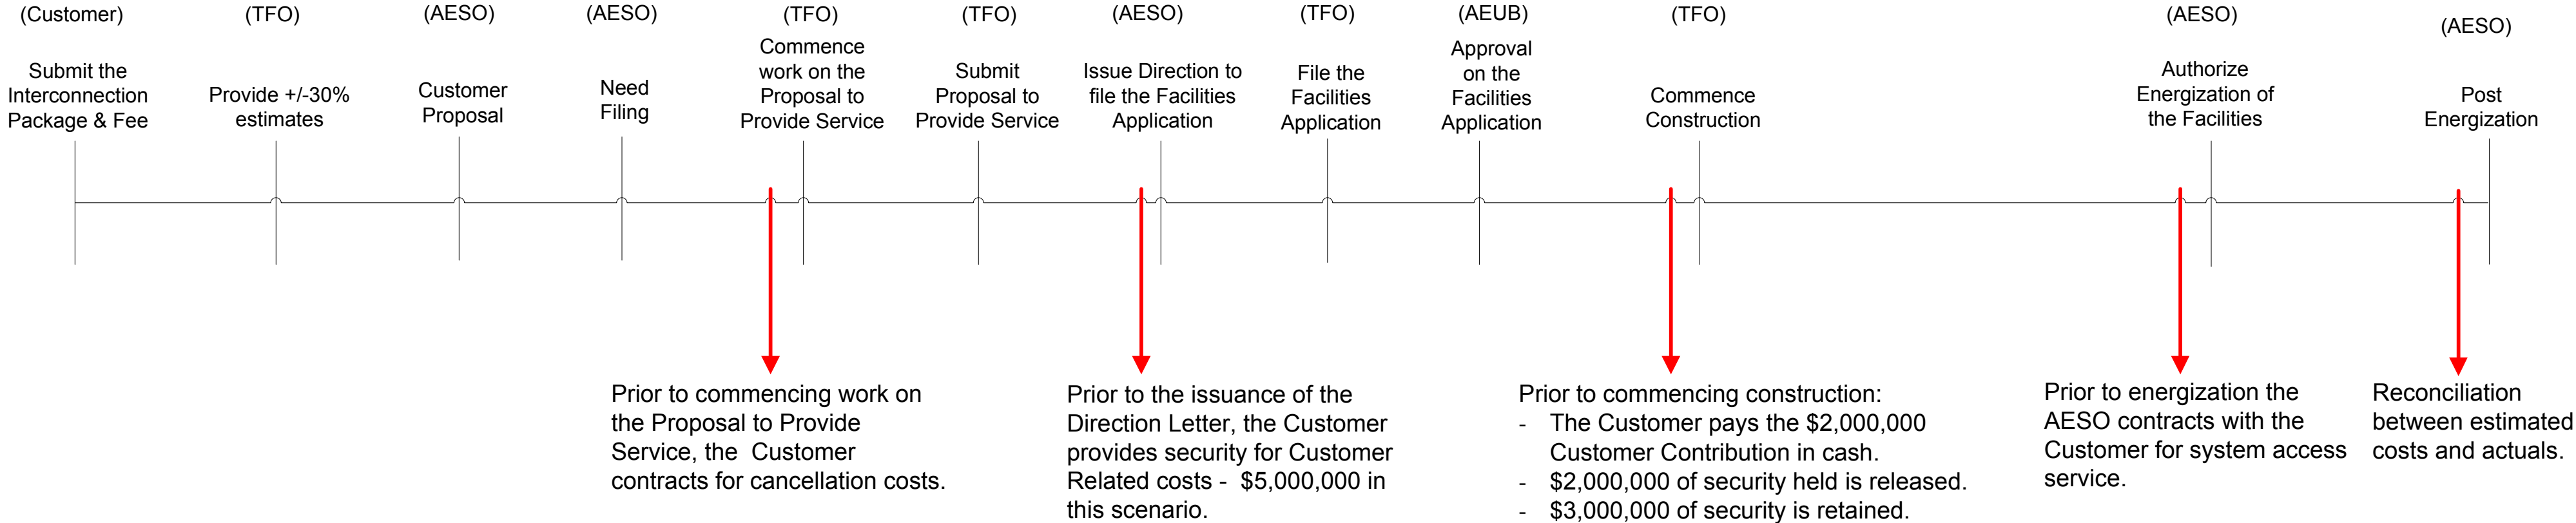 (Customer)
Submit the
Interconnection
Package & Fee
(TFO)
Provide +/-30%
estimates
(AESO)
Customer
Proposal
(AESO)
Need
Filing
(TFO)
Commence
work on the
Proposal to
Provide Service
(TFO)
Submit
Proposal to
Provide Service
(AESO)
Issue Direction to
file the Facilities
Application
(TFO)
File the
Facilities
Application
(AEUB)
Approval
on the
Facilities
Application
(TFO)
Commence
Construction
(AESO)
Authorize
Energization of
the Facilities
(AESO)
Post
Energization
Prior to commencing work on
the Proposal to Provide
Service, the Customer
contracts for cancellation costs.
Prior to the issuance of the
Direction Letter, the Customer
provides security for Customer
Related costs - $5,000,000 in
this scenario.
Prior to commencing construction:
- The Customer pays the $2,000,000
Customer Contribution in cash.
- $2,000,000 of security held is released.
- $3,000,000 of security is retained.
Prior to energization the
AESO contracts with the
Customer for system access
service.
Reconciliation
between estimated
costs and actuals.